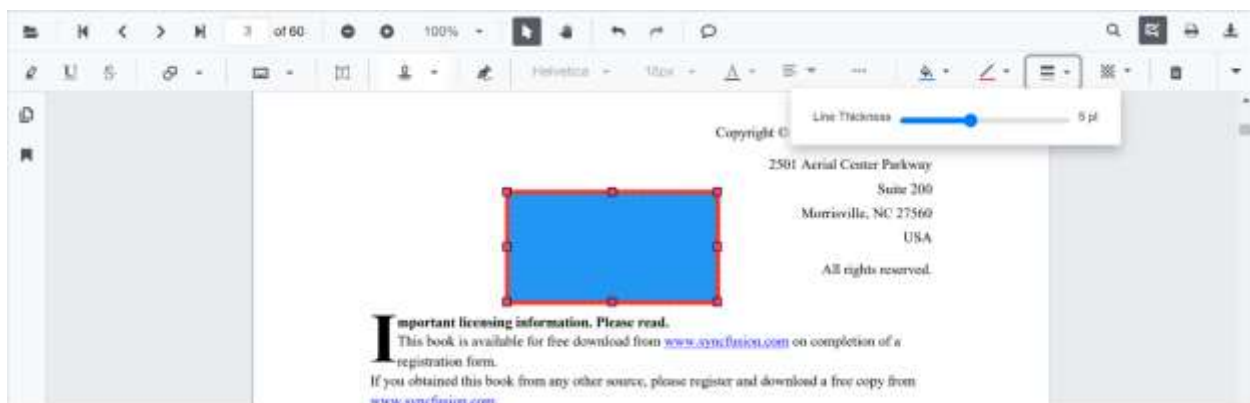 3 of 60 100%
U S Helvetica A
Line Thickness 5 pt
Copyright ©
2501 Aerial Center Parkway
Suite 200
Morrisville, NC 27560
USA
All rights reserved.
Important licensing information. Please read.
This book is available for free download from www.syncfusion.com on completion of a
registration form.
If you obtained this book from any other source, please register and download a free copy from
www.syncfusion.com